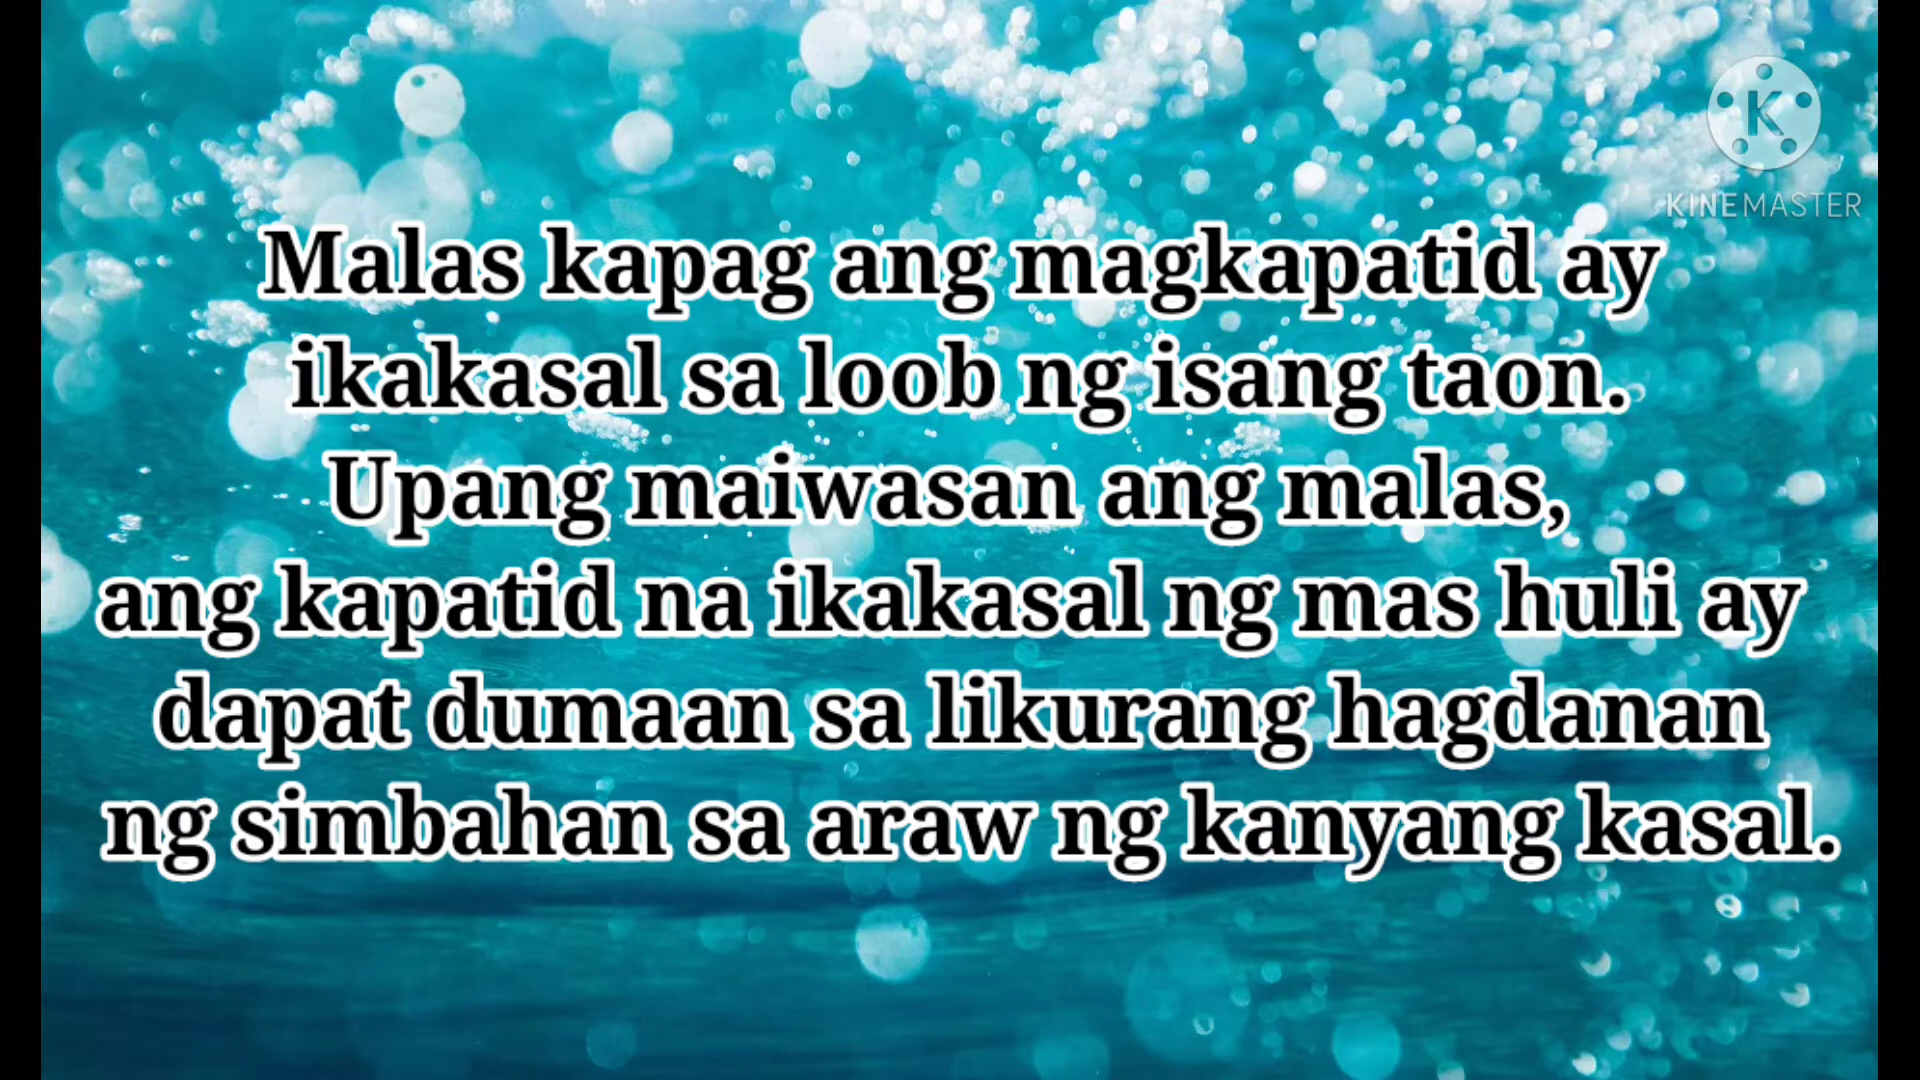 K
KINEMASTER
Malas kapag ang magkapatid ay
ikakasal sa loob ng isang taon.
Upang maiwasan ang malas,
ang kapatid na ikakasal ng mas huli ay
dapat dumaan sa likurang hagdanan
ng simbahan sa araw ng kanyang kasal.